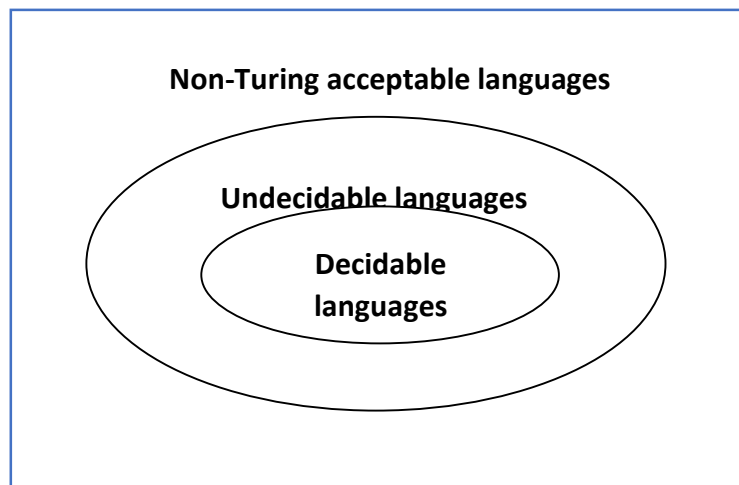 Non-Turing acceptable languages
Undecidable languages
Decidable
languages